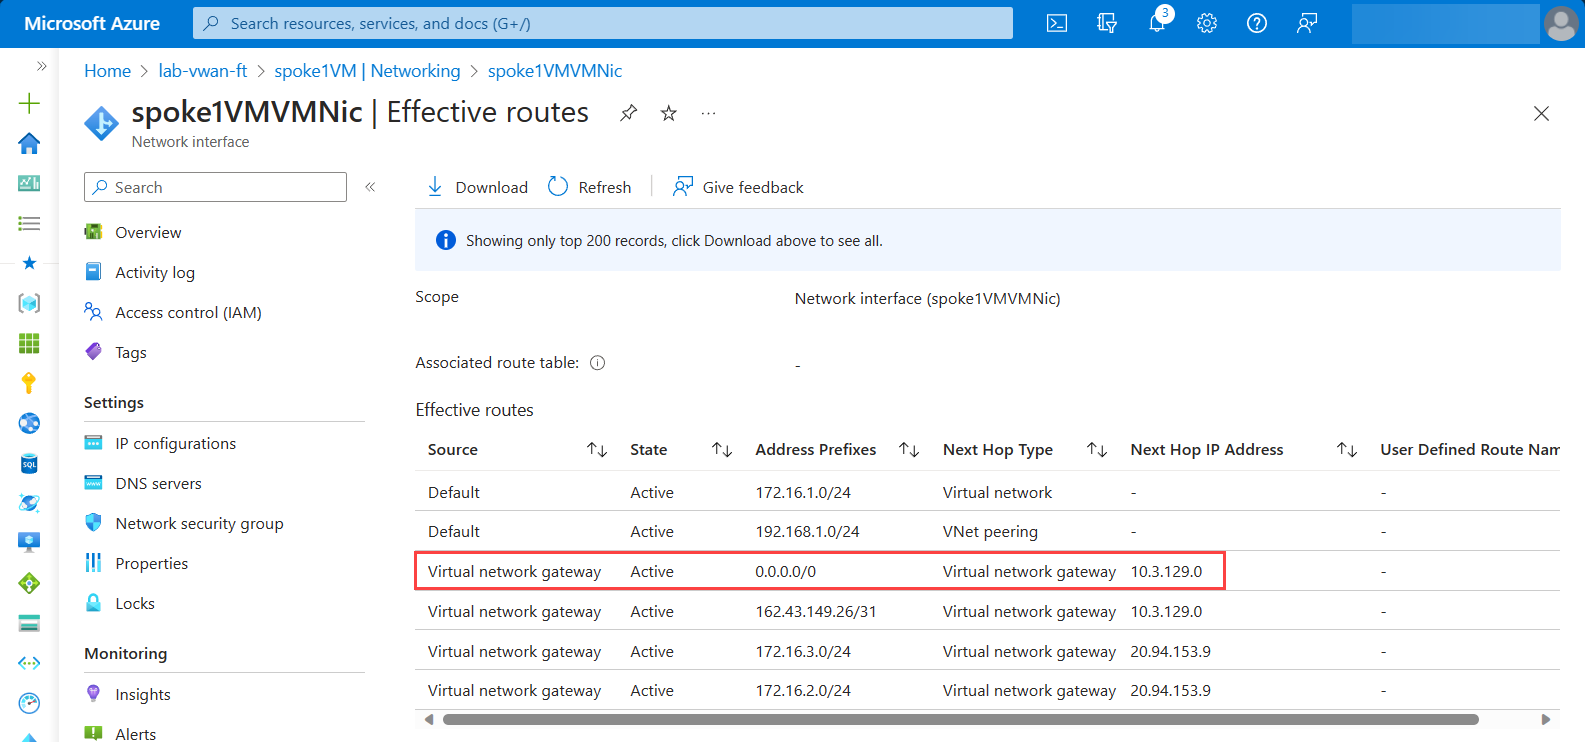 Microsoft Azure
Search resources, services, and docs (G+/)
3
Home > lab-vwan-ft > spoke1VM | Networking > spoke1VMVMNic
spoke1VMVMNic | Effective routes
Network interface
Search
Overview
Activity log
Access control (IAM)
Tags
Settings
IP configurations
DNS servers
Network security group
Properties
Locks
Monitoring
Insights
Alerts
SQL
Download Refresh Give feedback
Showing only top 200 records, click Download above to see all.
Scope Network interface (spoke1VMVMNic)
Associated route table: -
Effective routes
Source State Address Prefixes Next Hop Type Next Hop IP Address User Defined Route Nam
Default Active 172.16.1.0/24 Virtual network - -
Default Active 192.168.1.0/24 VNet peering - -
Virtual network gateway Active 0.0.0.0/0 Virtual network gateway 10.3.129.0 -
Virtual network gateway Active 162.43.149.26/31 Virtual network gateway 10.3.129.0 -
Virtual network gateway Active 172.16.3.0/24 Virtual network gateway 20.94.153.9 -
Virtual network gateway Active 172.16.2.0/24 Virtual network gateway 20.94.153.9 -